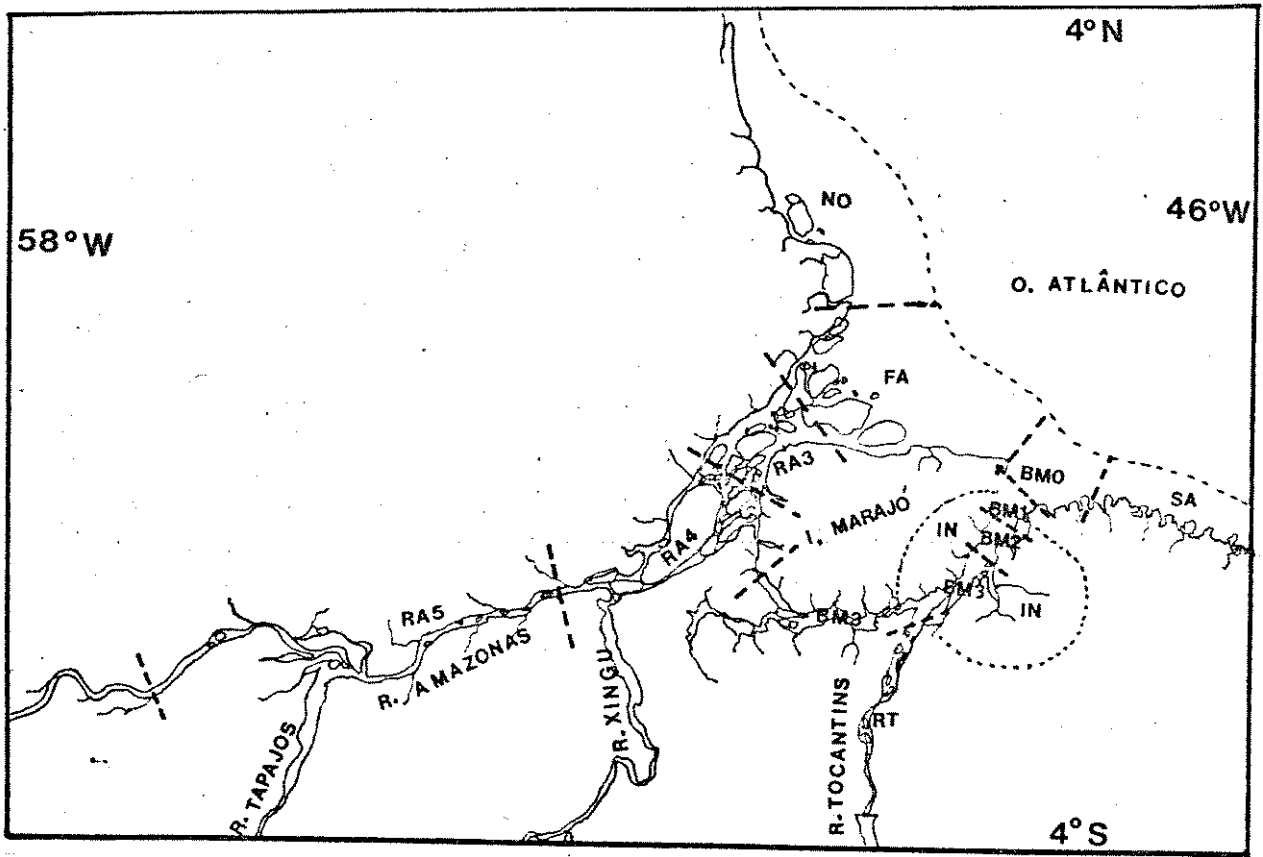 4°N
NO
46°W
58°W
O. ATLÂNTICO
FA
RA3
BM0
SA
I. MARAJÓ
BM1
IN
BM2
RA4
BM3
IN
BM3
RA5
R. AMAZONAS
R. XINGU
R. TOCANTINS
RT
R. TAPAJOS
4°S